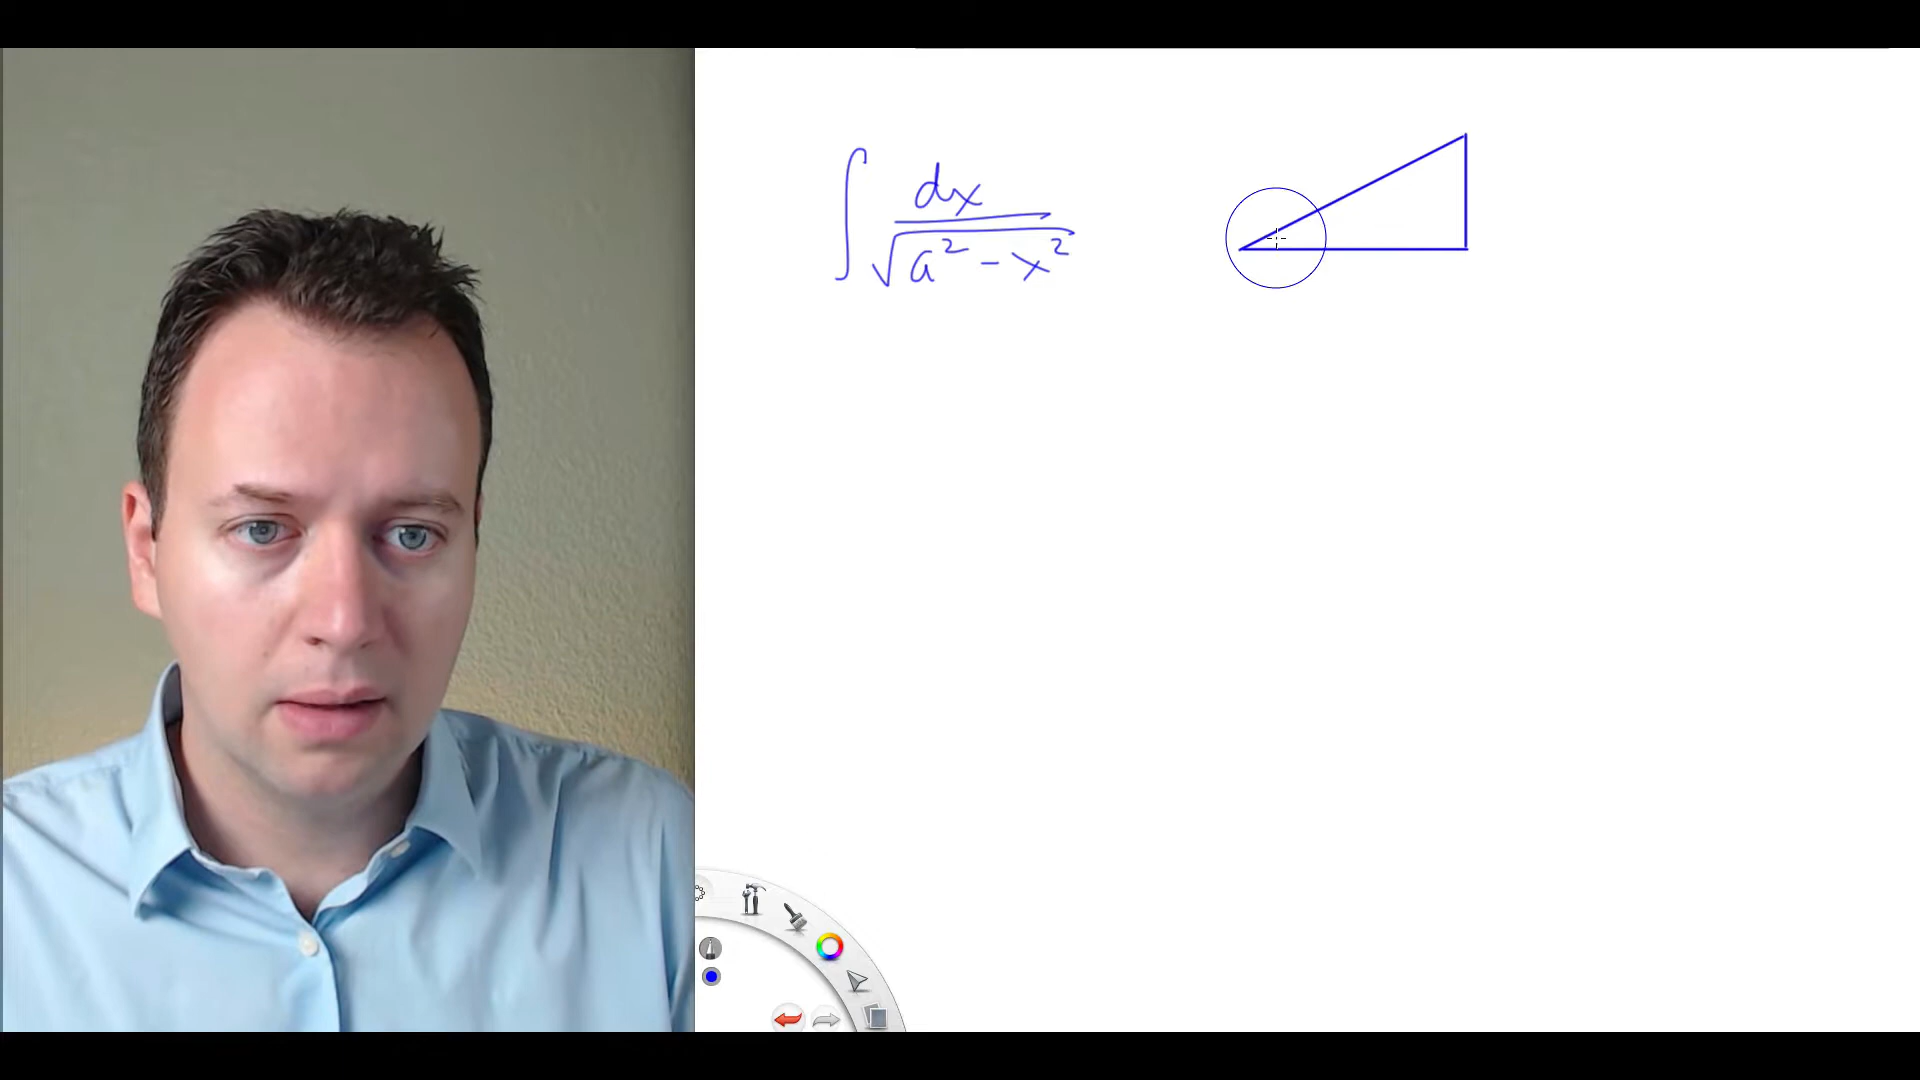 ∫ dx
√a² - x²